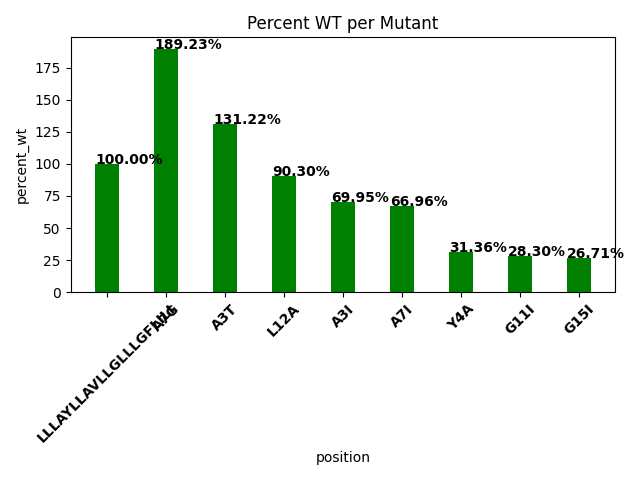 Percent WT per Mutant
percent_wt
175
150
125
100
75
50
25
0
100.00%
189.23%
131.22%
90.30%
69.95%
66.96%
31.36%
28.30%
26.71%
A3T
L12A
A3I
A7I
Y4A
G11I
G15I
position